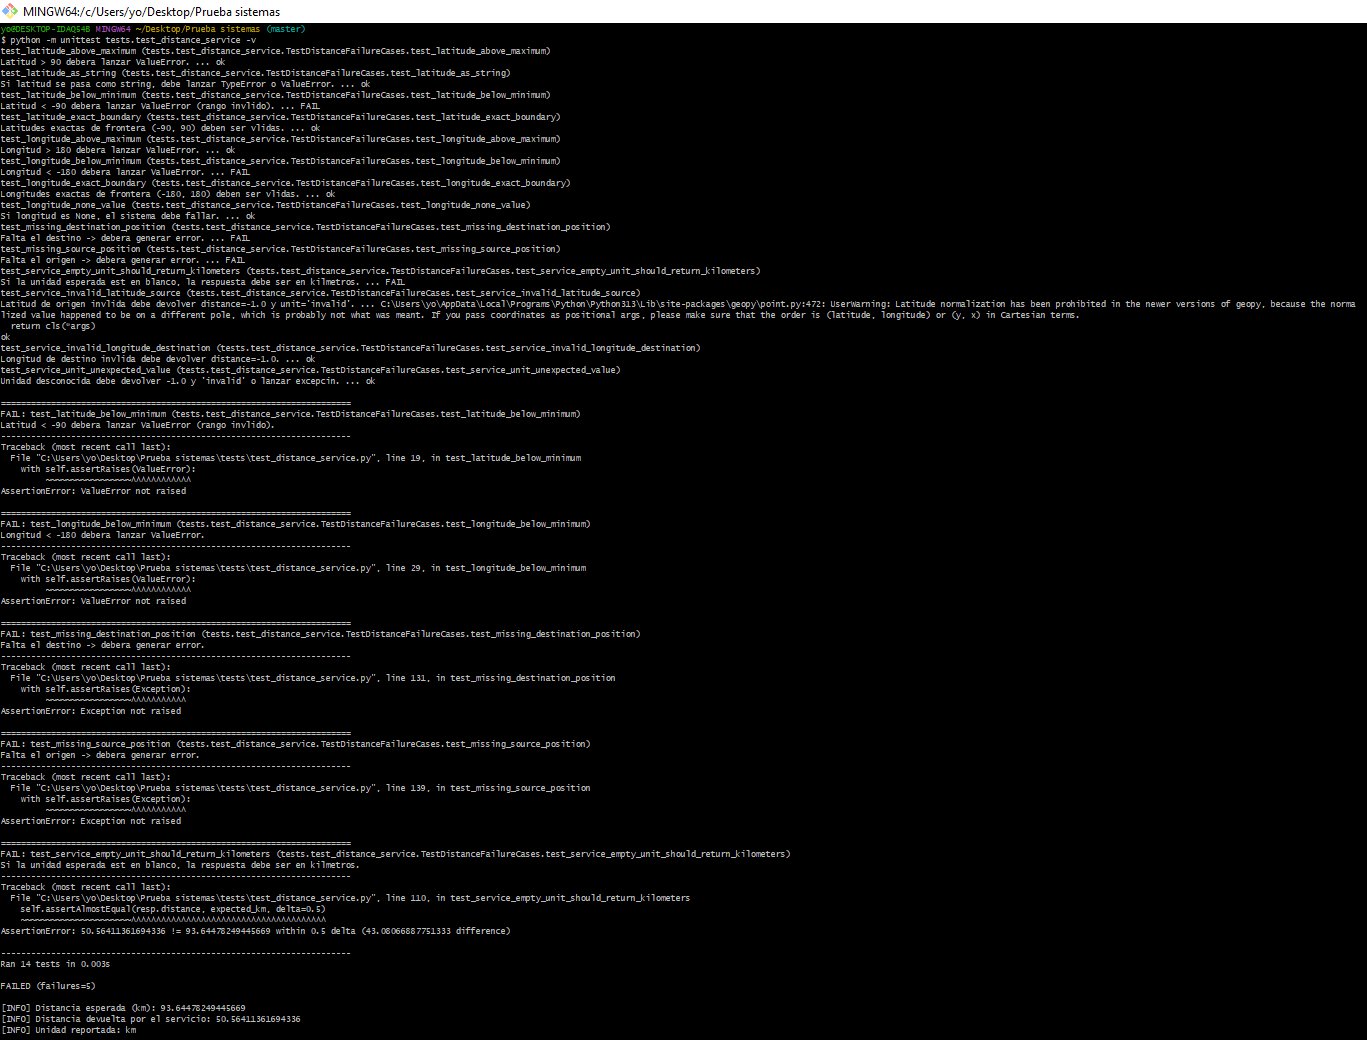 MINGW64:/c/Users/yo/Desktop/Prueba sistemas
yo@DESKTOP-IDAQ54B MINGW64 ~/Desktop/Prueba sistemas (master)
$ python -m unittest tests.test_distance_service -v
test_latitude_above_maximum (tests.test_distance_service.TestDistanceFailureCases.test_latitude_above_maximum)
Latitud > 90 debera lanzar ValueError. ... ok
test_latitude_as_string (tests.test_distance_service.TestDistanceFailureCases.test_latitude_as_string)
Si latitud se pasa como string, debe lanzar TypeError o ValueError. ... ok
test_latitude_below_minimum (tests.test_distance_service.TestDistanceFailureCases.test_latitude_below_minimum)
Latitud < -90 debera lanzar ValueError (rango invlido). ... FAIL
test_latitude_exact_boundary (tests.test_distance_service.TestDistanceFailureCases.test_latitude_exact_boundary)
Latitudes exactas de frontera (-90, 90) deben ser vlidas. ... ok
test_longitude_above_maximum (tests.test_distance_service.TestDistanceFailureCases.test_longitude_above_maximum)
Longitud > 180 debera lanzar ValueError. ... ok
test_longitude_below_minimum (tests.test_distance_service.TestDistanceFailureCases.test_longitude_below_minimum)
Longitud < -180 debera lanzar ValueError. ... FAIL
test_longitude_exact_boundary (tests.test_distance_service.TestDistanceFailureCases.test_longitude_exact_boundary)
Longitudes exactas de frontera (-180, 180) deben ser vlidas. ... ok
test_longitude_none_value (tests.test_distance_service.TestDistanceFailureCases.test_longitude_none_value)
Si longitud es None, el sistema debe fallar. ... ok
test_missing_destination_position (tests.test_distance_service.TestDistanceFailureCases.test_missing_destination_position)
Falta el destino -> debera generar error. ... FAIL
test_missing_source_position (tests.test_distance_service.TestDistanceFailureCases.test_missing_source_position)
Falta el origen -> debera generar error. ... FAIL
test_service_empty_unit_should_return_kilometers (tests.test_distance_service.TestDistanceFailureCases.test_service_empty_unit_should_return_kilometers)
Si la unidad esperada est en blanco, la respuesta debe ser en kilmetros. ... FAIL
test_service_invalid_latitude_source (tests.test_distance_service.TestDistanceFailureCases.test_service_invalid_latitude_source)
Latitud de origen invlida debe devolver distance=-1.0 y unit='invalid'. ... C:\Users\yo\AppData\Local\Programs\Python\Python313\Lib\site-packages\geopy\point.py:472: UserWarning: Latitude normalization has been prohibited in the newer versions of geopy, because the norma
lized value happened to be on a different pole, which is probably not what was meant. If you pass coordinates as positional args, please make sure that the order is (latitude, longitude) or (y, x) in Cartesian terms.
  return cls(*args)
ok
test_service_invalid_longitude_destination (tests.test_distance_service.TestDistanceFailureCases.test_service_invalid_longitude_destination)
Longitud de destino invlida debe devolver distance=-1.0. ... ok
test_service_unit_unexpected_value (tests.test_distance_service.TestDistanceFailureCases.test_service_unit_unexpected_value)
Unidad desconocida debe devolver -1.0 y 'invalid' o lanzar excepcin. ... ok
======================================================================
FAIL: test_latitude_below_minimum (tests.test_distance_service.TestDistanceFailureCases.test_latitude_below_minimum)
Latitud < -90 debera lanzar ValueError (rango invlido).
----------------------------------------------------------------------
Traceback (most recent call last):
  File "C:\Users\yo\Desktop\Prueba sistemas\tests\test_distance_service.py", line 19, in test_latitude_below_minimum
    with self.assertRaises(ValueError):
         ~~~~~~~~~~~~~~~~~^^^^^^^^^^^^
AssertionError: ValueError not raised
======================================================================
FAIL: test_longitude_below_minimum (tests.test_distance_service.TestDistanceFailureCases.test_longitude_below_minimum)
Longitud < -180 debera lanzar ValueError.
----------------------------------------------------------------------
Traceback (most recent call last):
  File "C:\Users\yo\Desktop\Prueba sistemas\tests\test_distance_service.py", line 29, in test_longitude_below_minimum
    with self.assertRaises(ValueError):
         ~~~~~~~~~~~~~~~~~^^^^^^^^^^^^
AssertionError: ValueError not raised
======================================================================
FAIL: test_missing_destination_position (tests.test_distance_service.TestDistanceFailureCases.test_missing_destination_position)
Falta el destino -> debera generar error.
----------------------------------------------------------------------
Traceback (most recent call last):
  File "C:\Users\yo\Desktop\Prueba sistemas\tests\test_distance_service.py", line 131, in test_missing_destination_position
    with self.assertRaises(Exception):
         ~~~~~~~~~~~~~~~~~^^^^^^^^^^^
AssertionError: Exception not raised
======================================================================
FAIL: test_missing_source_position (tests.test_distance_service.TestDistanceFailureCases.test_missing_source_position)
Falta el origen -> debera generar error.
----------------------------------------------------------------------
Traceback (most recent call last):
  File "C:\Users\yo\Desktop\Prueba sistemas\tests\test_distance_service.py", line 139, in test_missing_source_position
    with self.assertRaises(Exception):
         ~~~~~~~~~~~~~~~~~^^^^^^^^^^^
AssertionError: Exception not raised
======================================================================
FAIL: test_service_empty_unit_should_return_kilometers (tests.test_distance_service.TestDistanceFailureCases.test_service_empty_unit_should_return_kilometers)
Si la unidad esperada est en blanco, la respuesta debe ser en kilmetros.
----------------------------------------------------------------------
Traceback (most recent call last):
  File "C:\Users\yo\Desktop\Prueba sistemas\tests\test_distance_service.py", line 110, in test_service_empty_unit_should_return_kilometers
    self.assertAlmostEqual(resp.distance, expected_km, delta=0.5)
    ~~~~~~~~~~~~~~~~~~~~~~^^^^^^^^^^^^^^^^^^^^^^^^^^^^^^^^^^^^^^^
AssertionError: 50.56411361694336 != 93.64478249445669 within 0.5 delta (43.08066887751333 difference)
----------------------------------------------------------------------
Ran 14 tests in 0.003s
FAILED (failures=5)
[INFO] Distancia esperada (km): 93.64478249445669
[INFO] Distancia devuelta por el servicio: 50.56411361694336
[INFO] Unidad reportada: km